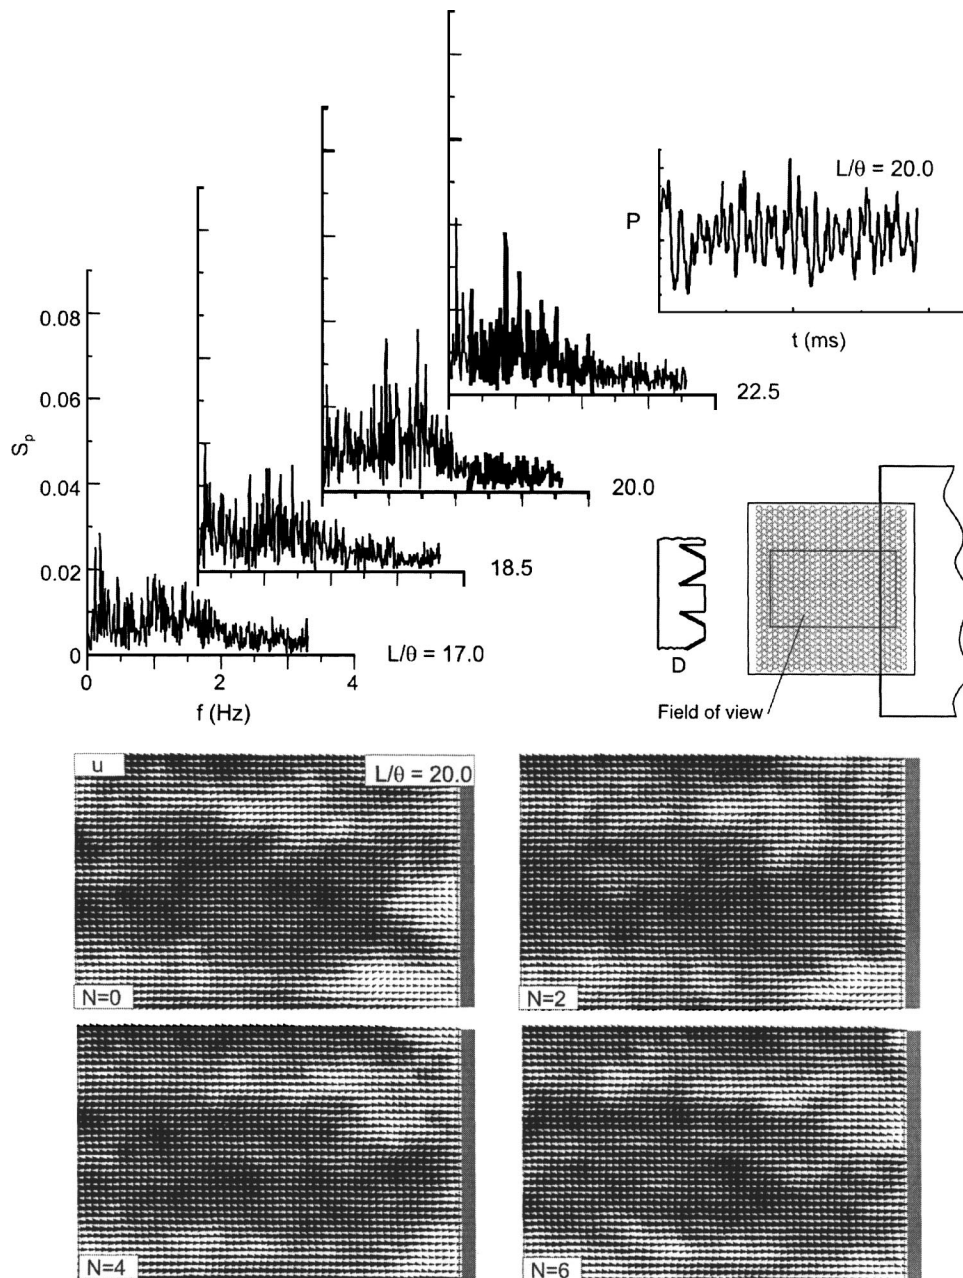 L/θ = 20.0
P
t (ms)
0.08
0.06
0.04
0.02
0
S_p
22.5
20.0
18.5
L/θ = 17.0
0
2
4
f (Hz)
D
Field of view
u
L/θ = 20.0
N=0
N=2
N=4
N=6